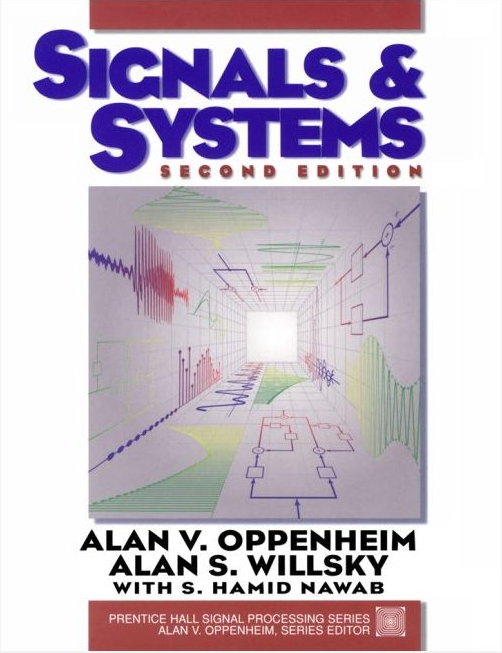 SIGNALS &
SYSTEMS
SECOND EDITION
ALAN V. OPPENHEIM
ALAN S. WILLSKY
WITH S. HAMID NAWAB
PRENTICE HALL SIGNAL PROCESSING SERIES
ALAN V. OPPENHEIM, SERIES EDITOR